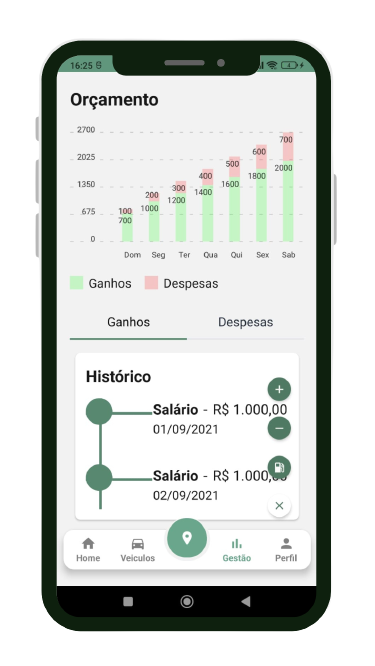 16:25
Orçamento
2700
2025
1350
675
0
100
700
200
1000
300
1200
400
1400
500
1600
600
1800
700
2000
Dom Seg Ter Qua Qui Sex Sab
Ganhos Despesas
Ganhos Despesas
Histórico
Salário - R$ 1.000,00
01/09/2021
Salário - R$ 1.000,00
02/09/2021
Home Veiculos Gestão Perfil